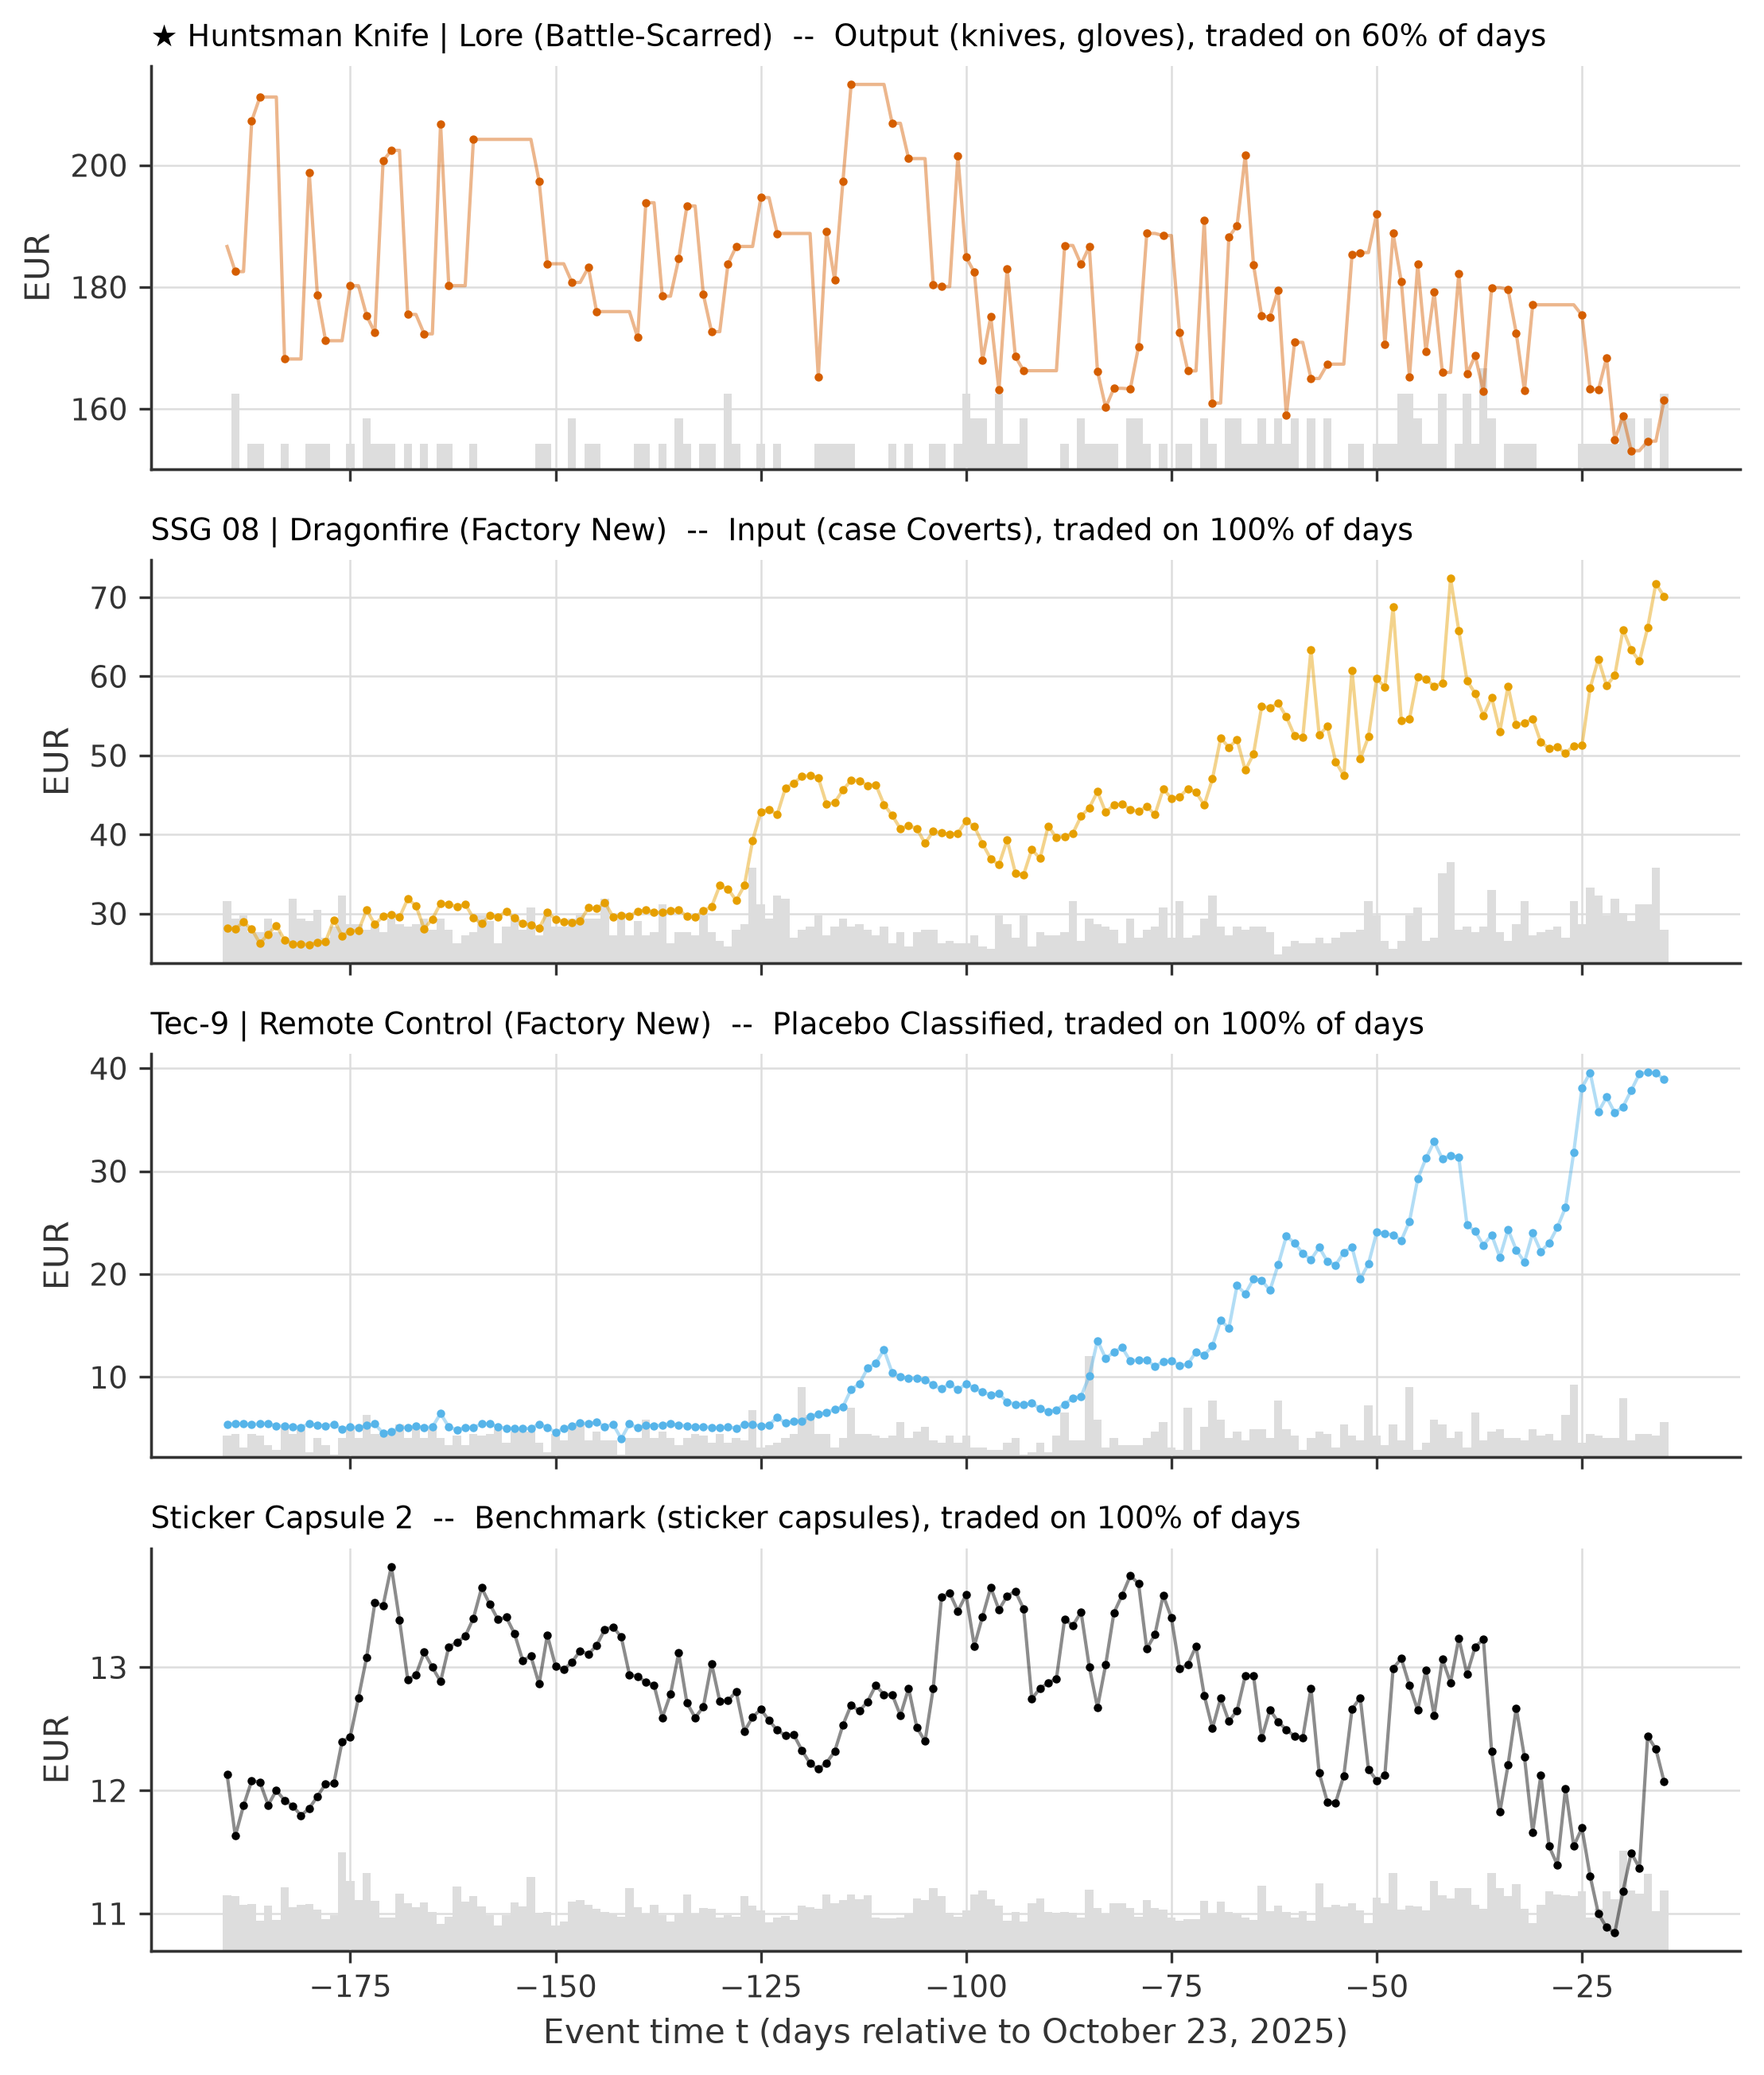 ★ Huntsman Knife | Lore (Battle-Scarred)  --  Output (knives, gloves), traded on 60% of days
200
180
160
EUR
SSG 08 | Dragonfire (Factory New)  --  Input (case Coverts), traded on 100% of days
70
60
50
40
30
EUR
Tec-9 | Remote Control (Factory New)  --  Placebo Classified, traded on 100% of days
40
30
20
10
EUR
Sticker Capsule 2  --  Benchmark (sticker capsules), traded on 100% of days
13
12
11
EUR
−175 −150 −125 −100 −75 −50 −25
Event time t (days relative to October 23, 2025)